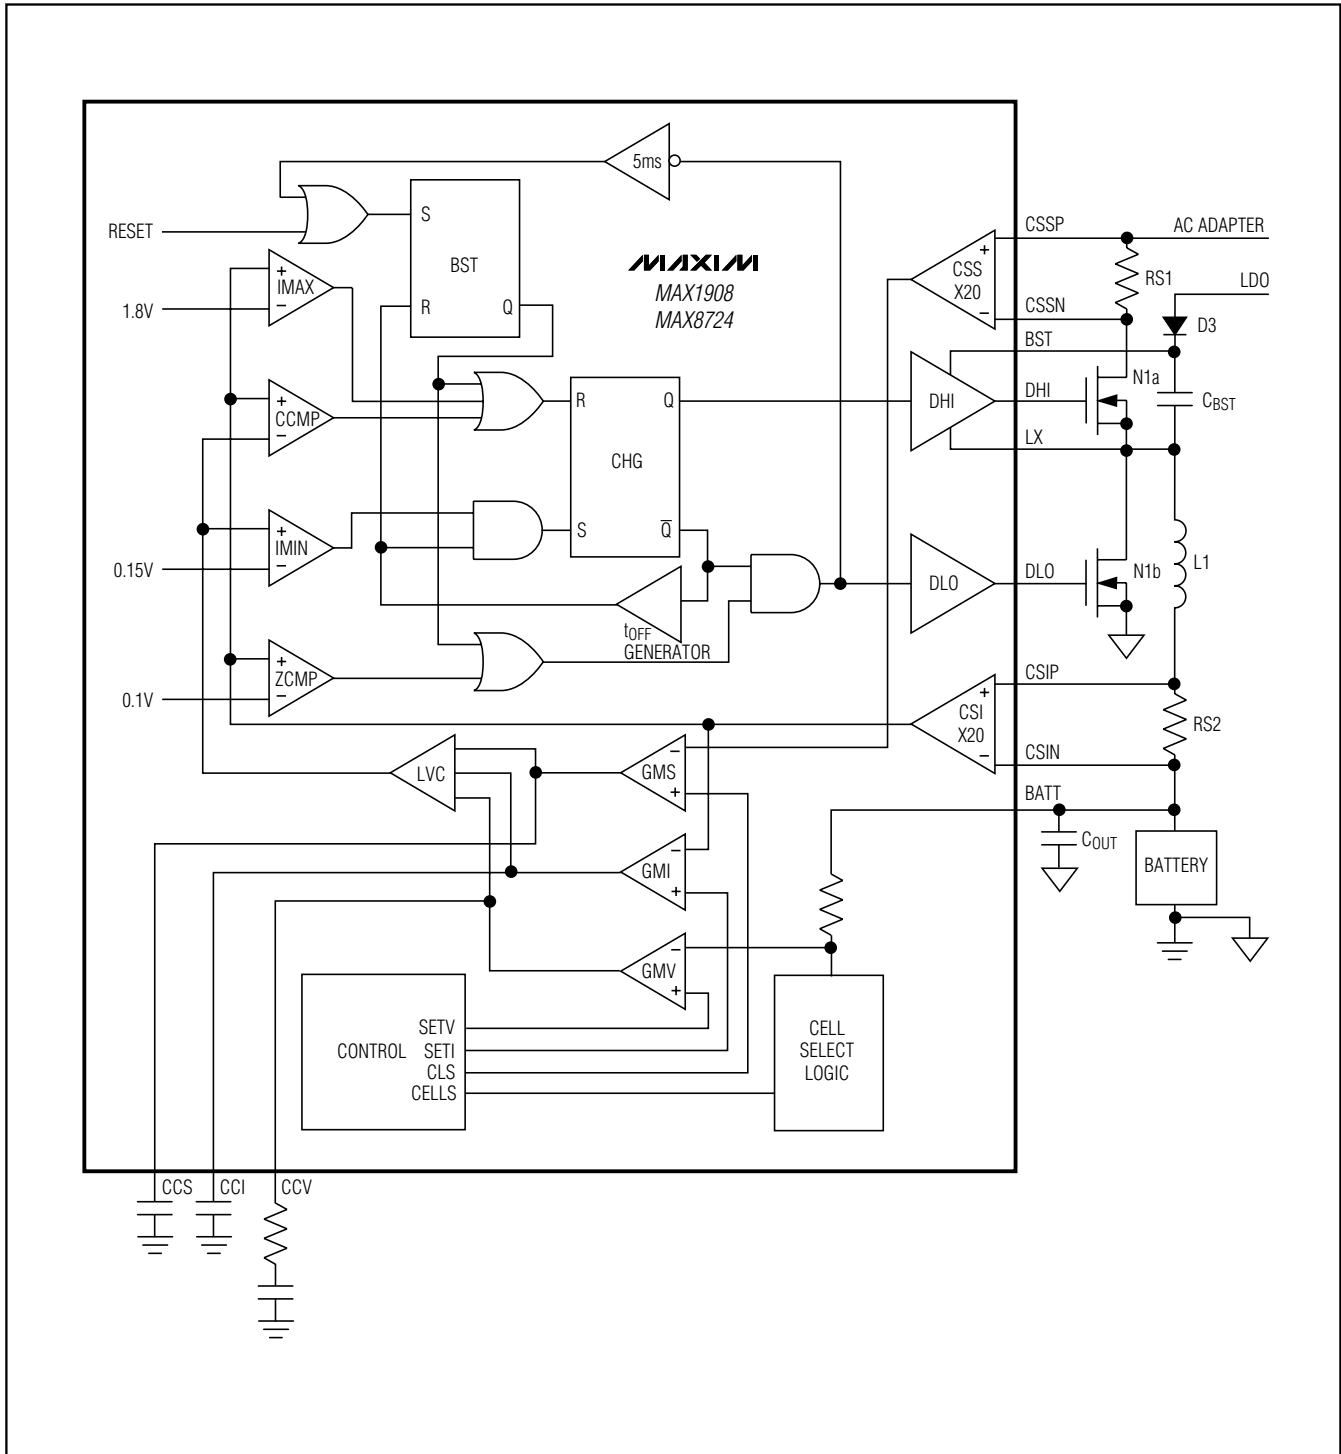 5ms
RESET
S
BST
R
Q
MAXIM
MAX1908
MAX8724
+
IMAX
−
1.8V
+
CCMP
−
+
IMIN
−
0.15V
+
ZCMP
−
0.1V
R
Q
CHG
S
Q̅
tOFF
GENERATOR
CSSP
AC ADAPTER
+
CSS
X20
−
RS1
LDO
CSSN
D3
BST
N1a
DHI
DHI
CBST
LX
DLO
DLO
N1b
L1
CSIP
+
CSI
X20
−
RS2
CSIN
LVC
−
GMS
+
BATT
COUT
BATTERY
−
GMI
+
−
GMV
+
SETV
CONTROL
SETI
CLS
CELLS
CELL
SELECT
LOGIC
CCS
CCI
CCV